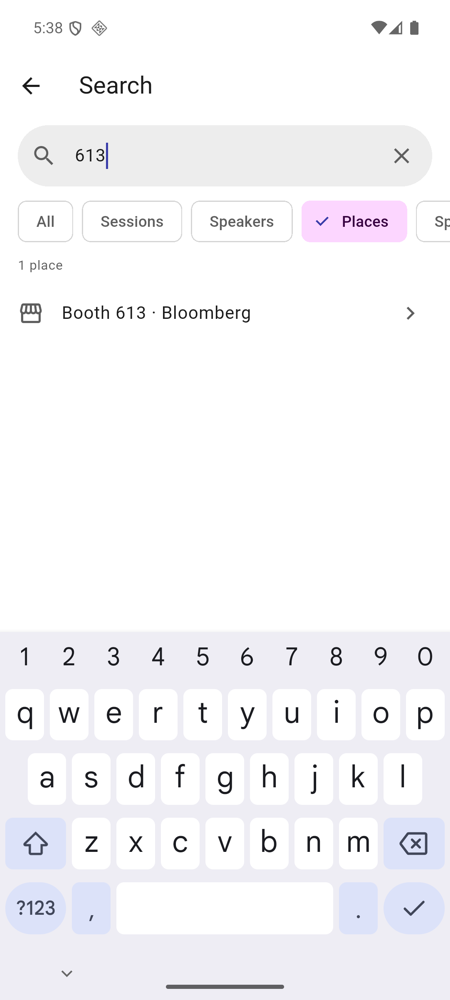 5:38
Search
613
All Sessions Speakers Places Sp
1 place
Booth 613 · Bloomberg
1 2 3 4 5 6 7 8 9 0
q w e r t y u i o p
a s d f g h j k l
z x c v b n m
?123 , .